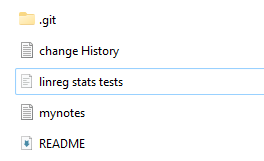 .git
change History
linreg stats tests
mynotes
README